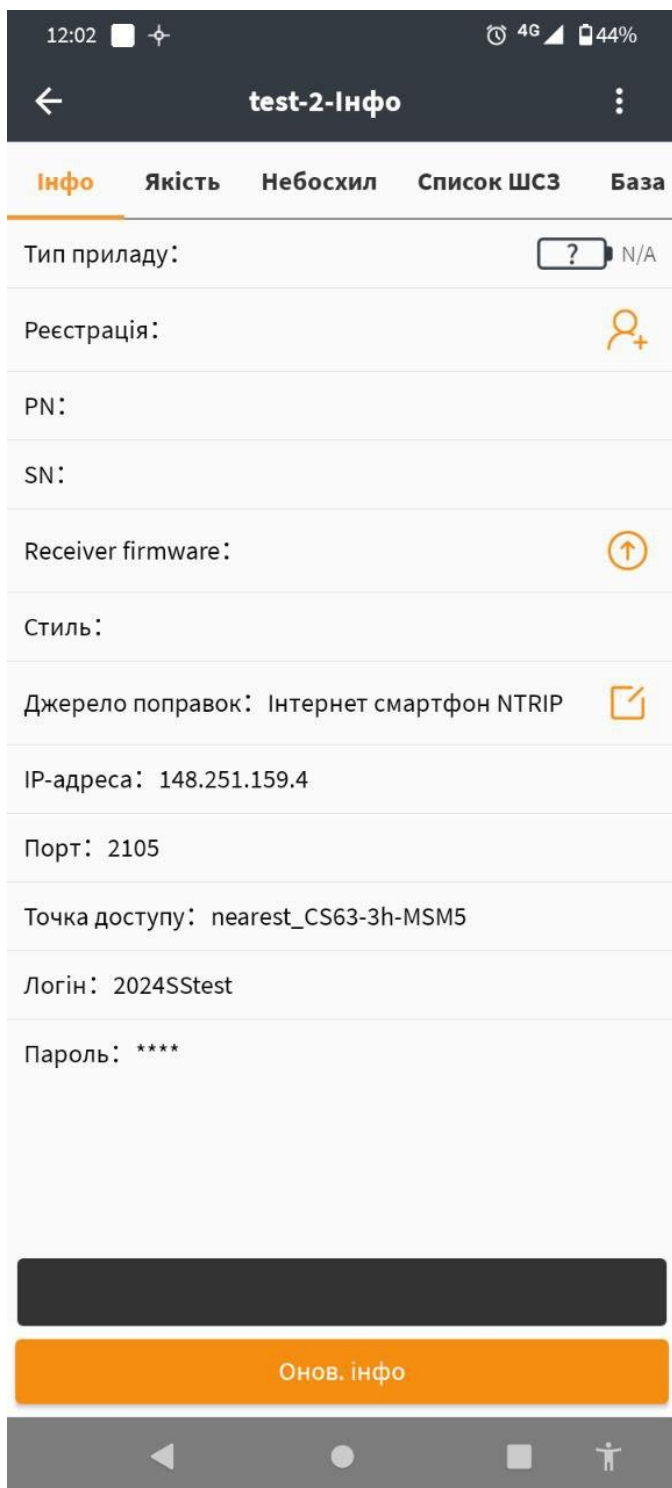 12:02 4G 44%
test-2-Інфо
Інфо Якість Небосхил Список ШСЗ База
Тип приладу: ? N/A
Реєстрація:
PN:
SN:
Receiver firmware:
Стиль:
Джерело поправок: Інтернет смартфон NTRIP
IP-адреса: 148.251.159.4
Порт: 2105
Точка доступу: nearest_CS63-3h-MSM5
Логін: 2024SStest
Пароль: ****
Онов. інфо